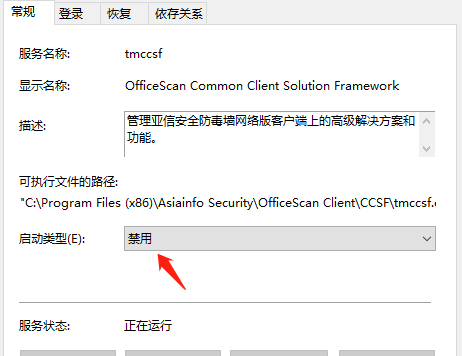 常规 登录 恢复 依存关系
服务名称: tmccsf
显示名称: OfficeScan Common Client Solution Framework
描述: 管理亚信安全防毒墙网络版客户端上的高级解决方案和
功能。
可执行文件的路径:
"C:\Program Files (x86)\Asiainfo Security\OfficeScan Client\CCSF\tmccsf.e
启动类型(E): 禁用
服务状态: 正在运行